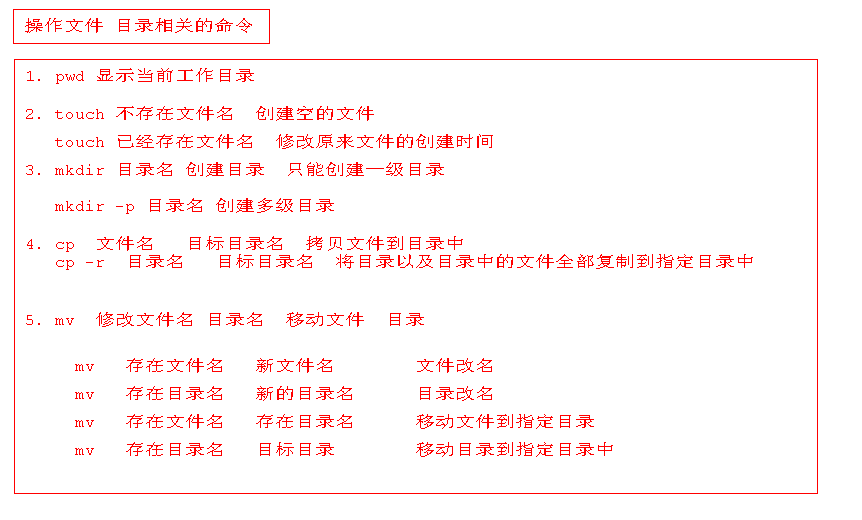 操作文件 目录相关的命令
1. pwd 显示当前工作目录
2. touch 不存在文件名 创建空的文件
touch 已经存在文件名 修改原来文件的创建时间
3. mkdir 目录名 创建目录 只能创建一级目录
mkdir -p 目录名 创建多级目录
4. cp 文件名 目标目录名 拷贝文件到目录中
cp -r 目录名 目标目录名 将目录以及目录中的文件全部复制到指定目录中
5. mv 修改文件名 目录名 移动文件 目录
mv 存在文件名 新文件名 文件改名
mv 存在目录名 新的目录名 目录改名
mv 存在文件名 存在目录名 移动文件到指定目录
mv 存在目录名 目标目录 移动目录到指定目录中